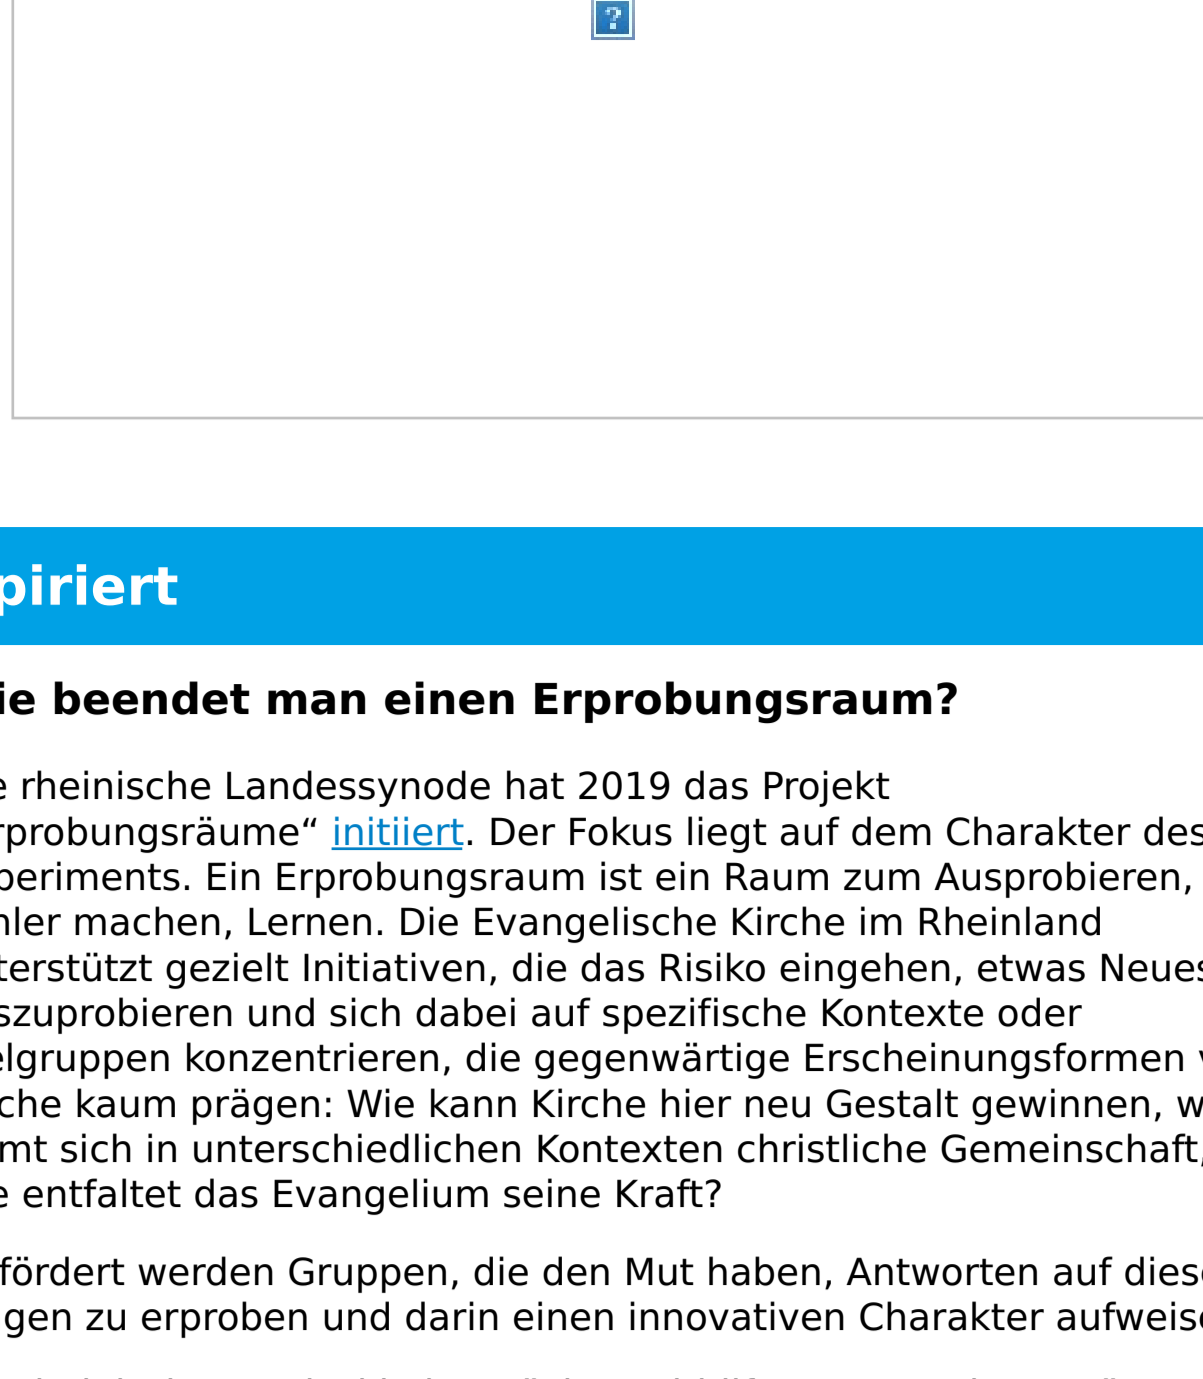 piriert
ie beendet man einen Erprobungsraum?
e rheinische Landessynode hat 2019 das Projekt
rprobungsräume“ initiiert. Der Fokus liegt auf dem Charakter des
periments. Ein Erprobungsraum ist ein Raum zum Ausprobieren,
hler machen, Lernen. Die Evangelische Kirche im Rheinland
terstützt gezielt Initiativen, die das Risiko eingehen, etwas Neues
szuprobieren und sich dabei auf spezifische Kontexte oder
elgruppen konzentrieren, die gegenwärtige Erscheinungsformen v
che kaum prägen: Wie kann Kirche hier neu Gestalt gewinnen, w
mt sich in unterschiedlichen Kontexten christliche Gemeinschaft,
e entfaltet das Evangelium seine Kraft?
fördert werden Gruppen, die den Mut haben, Antworten auf diese
gen zu erproben und darin einen innovativen Charakter aufweise